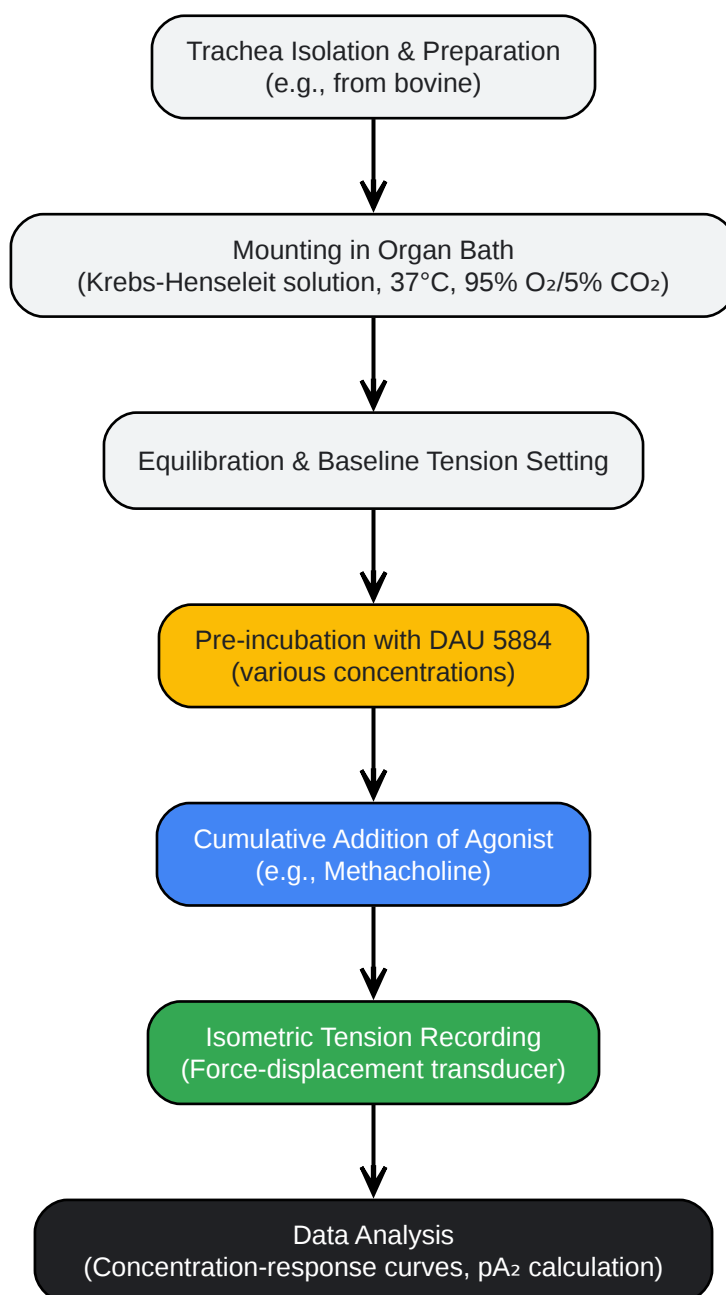 Trachea Isolation & Preparation
(e.g., from bovine)
Mounting in Organ Bath
(Krebs-Henseleit solution, 37°C, 95% O₂/5% CO₂)
Equilibration & Baseline Tension Setting
Pre-incubation with DAU 5884
(various concentrations)
Cumulative Addition of Agonist
(e.g., Methacholine)
Isometric Tension Recording
(Force-displacement transducer)
Data Analysis
(Concentration-response curves, pA₂ calculation)